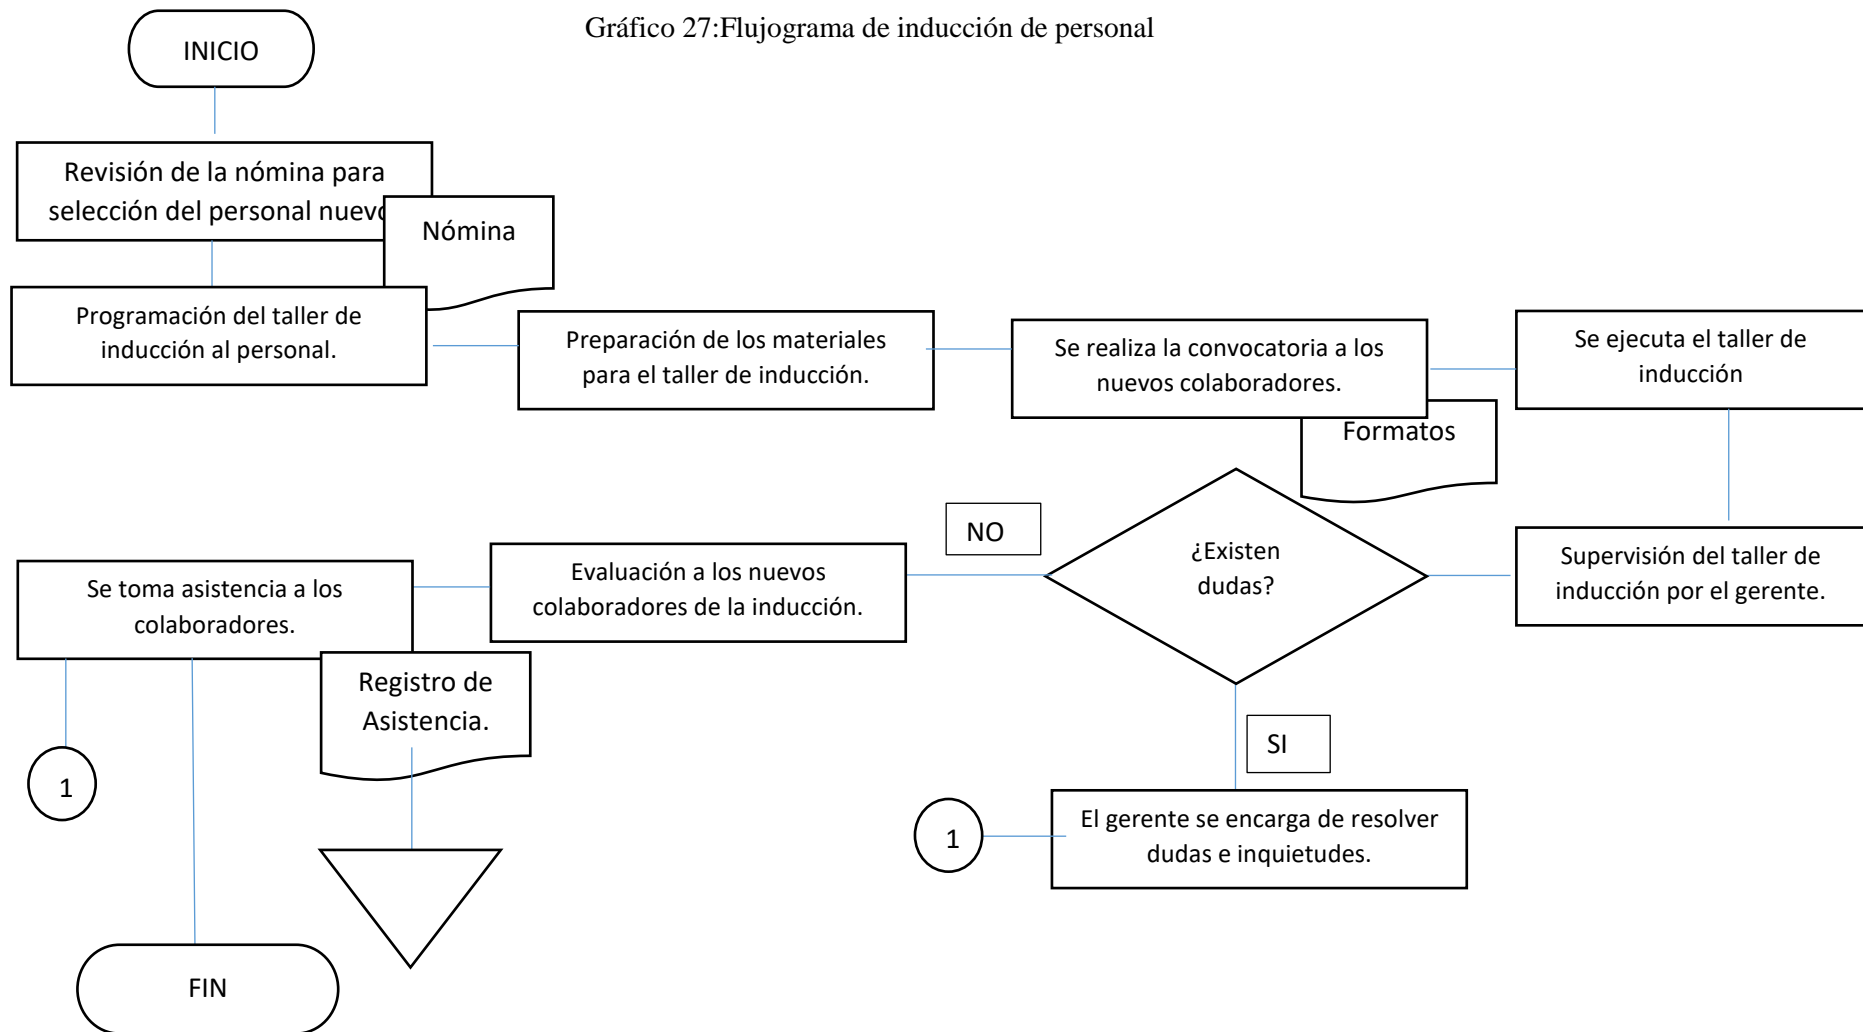 Gráfico 27:Flujograma de inducción de personal
INICIO
Revisión de la nómina para
selección del personal nuevo
Nómina
Programación del taller de
inducción al personal.
Preparación de los materiales
para el taller de inducción.
Se realiza la convocatoria a los
nuevos colaboradores.
Formatos
Se ejecuta el taller de
inducción
Supervisión del taller de
inducción por el gerente.
¿Existen
dudas?
NO
Evaluación a los nuevos
colaboradores de la inducción.
Se toma asistencia a los
colaboradores.
Registro de
Asistencia.
1
SI
El gerente se encarga de resolver
dudas e inquietudes.
1
FIN